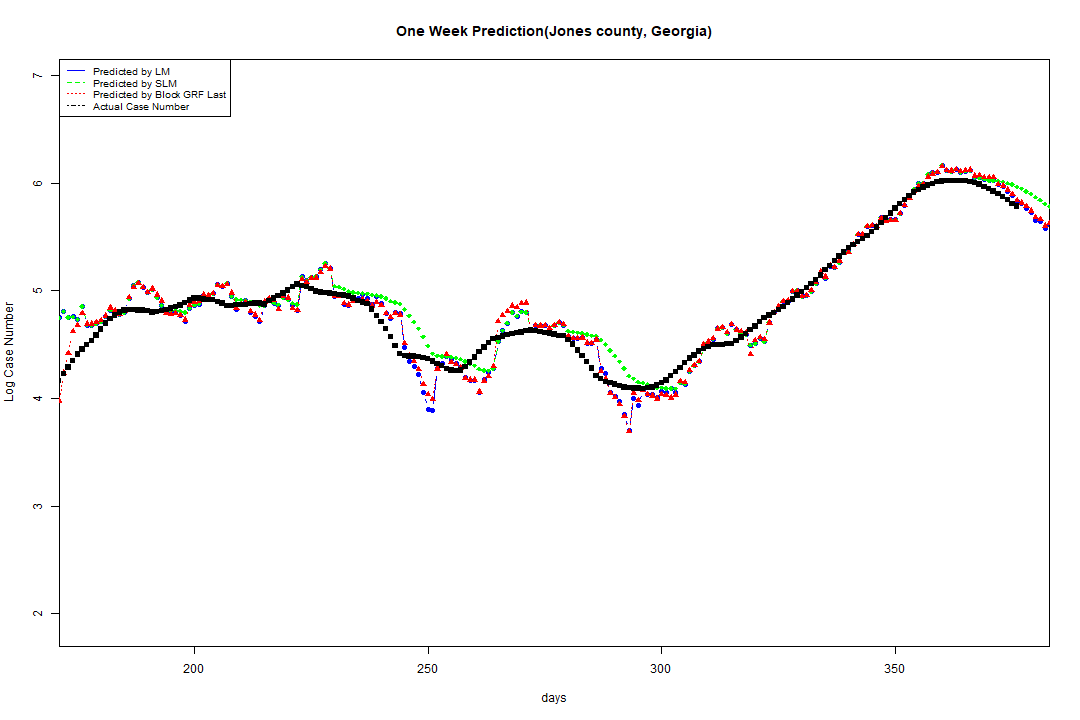 One Week Prediction(Jones county, Georgia)
Predicted by LM
Predicted by SLM
Predicted by Block GRF Last
Actual Case Number
7
6
5
4
3
2
Log Case Number
200
250
300
350
days